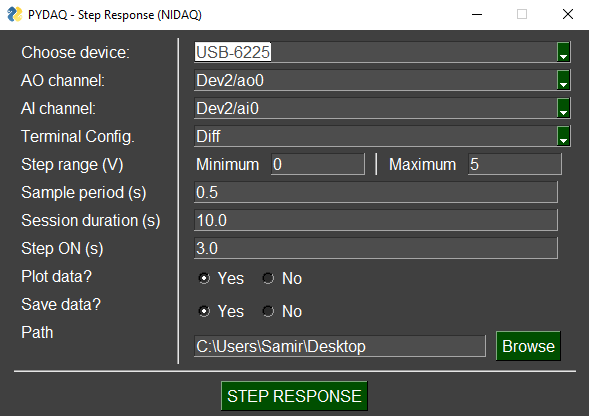 PYDAQ - Step Response (NIDAQ)
Choose device: USB-6225
AO channel: Dev2/ao0
AI channel: Dev2/ai0
Terminal Config. Diff
Step range (V) Minimum 0 Maximum 5
Sample period (s) 0.5
Session duration (s) 10.0
Step ON (s) 3.0
Plot data? Yes No
Save data? Yes No
Path C:\Users\Samir\Desktop Browse
STEP RESPONSE